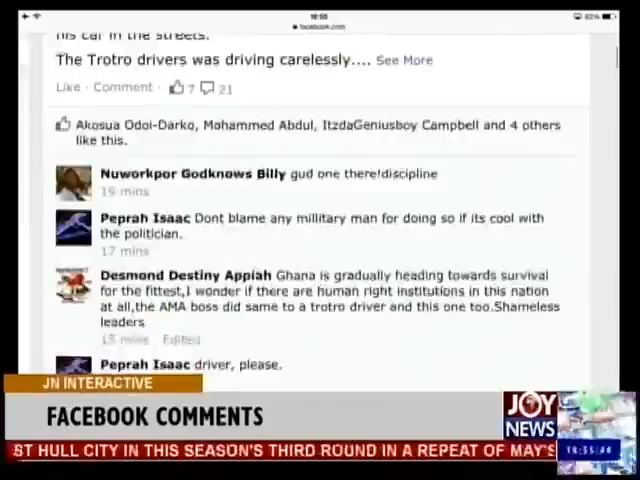 18:55
facebook.com
82%
his car in the streets.
The Trotro drivers was driving carelessly.... See More
Like · Comment · 7 21
Akosua Odoi-Darko, Mohammed Abdul, ItzdaGeniusboy Campbell and 4 others
like this.
Nuworkpor Godknows Billy gud one there!discipline
19 mins
Peprah Isaac Dont blame any millitary man for doing so if its cool with
the politician.
17 mins
Desmond Destiny Appiah Ghana is gradually heading towards survival
for the fittest,I wonder if there are human right institutions in this nation
at all,the AMA boss did same to a trotro driver and this one too.Shameless
leaders
15 mins · Edited
Peprah Isaac driver, please.
JN INTERACTIVE
FACEBOOK COMMENTS
JOY
NEWS
ST HULL CITY IN THIS SEASON'S THIRD ROUND IN A REPEAT OF MAY'S